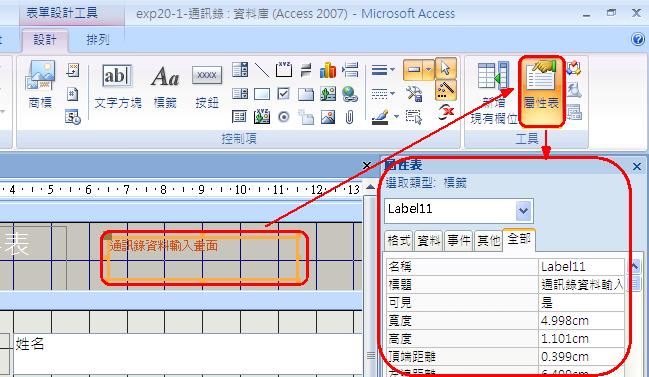 表單設計工具
exp20-1-通訊錄 : 資料庫 (Access 2007) - Microsoft Access
設計
排列
商標
文字方塊
標籤
按鈕
新增
現有欄位
屬性表
控制項
工具
4 5 6 7 8 9 10 11 12 13
表
通訊錄資料輸入畫面
姓名
屬性表
選取類型: 標籤
Label11
格式 資料 事件 其他 全部
名稱 Label11
標題 通訊錄資料輸入
可見 是
寬度 4.998cm
高度 1.101cm
頂端距離 0.399cm
左端距離 6.499cm